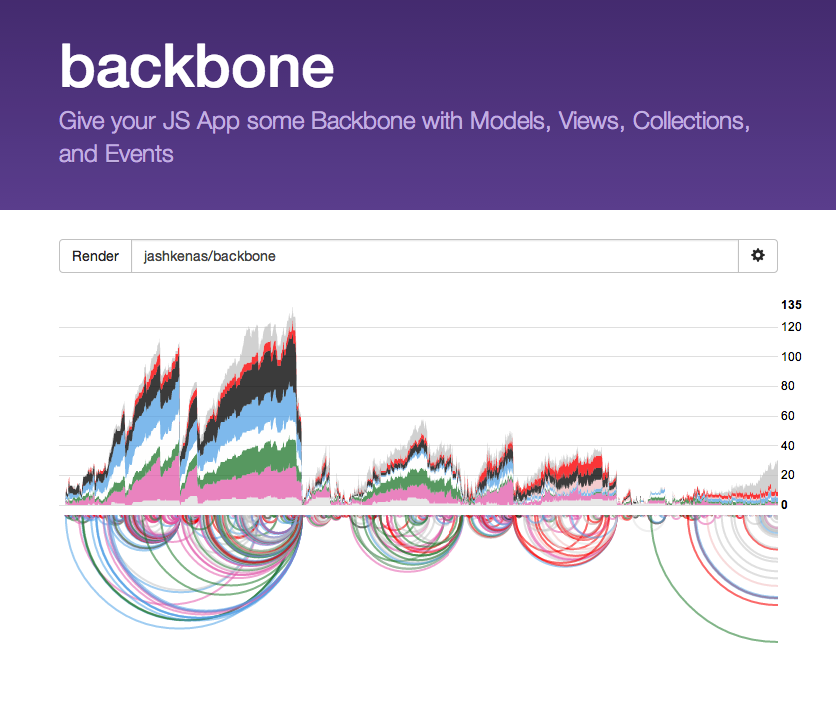 backbone
Give your JS App some Backbone with Models, Views, Collections,
and Events
Render
jashkenas/backbone
135
120
100
80
60
40
20
0